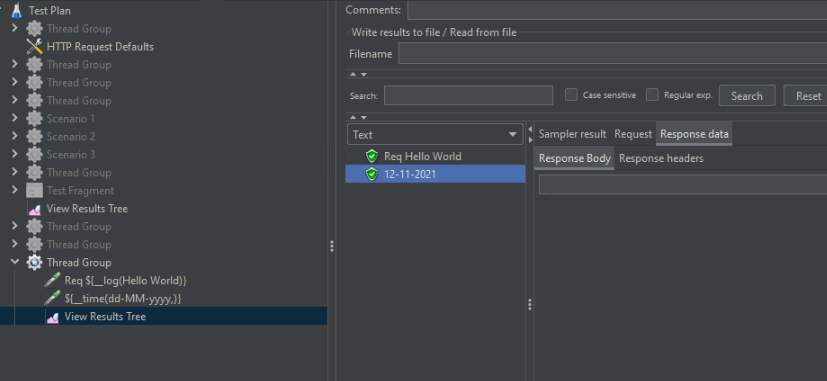 Test Plan
Thread Group
HTTP Request Defaults
Thread Group
Thread Group
Thread Group
Scenario 1
Scenario 2
Scenario 3
Thread Group
Test Fragment
View Results Tree
Thread Group
Thread Group
Thread Group
Req ${__log(Hello World)}
${__time(dd-MM-yyyy,)}
View Results Tree
Comments:
Write results to file / Read from file
Filename
Search:
Case sensitive
Regular exp.
Search
Reset
Text
Req Hello World
12-11-2021
Sampler result
Request
Response data
Response Body
Response headers